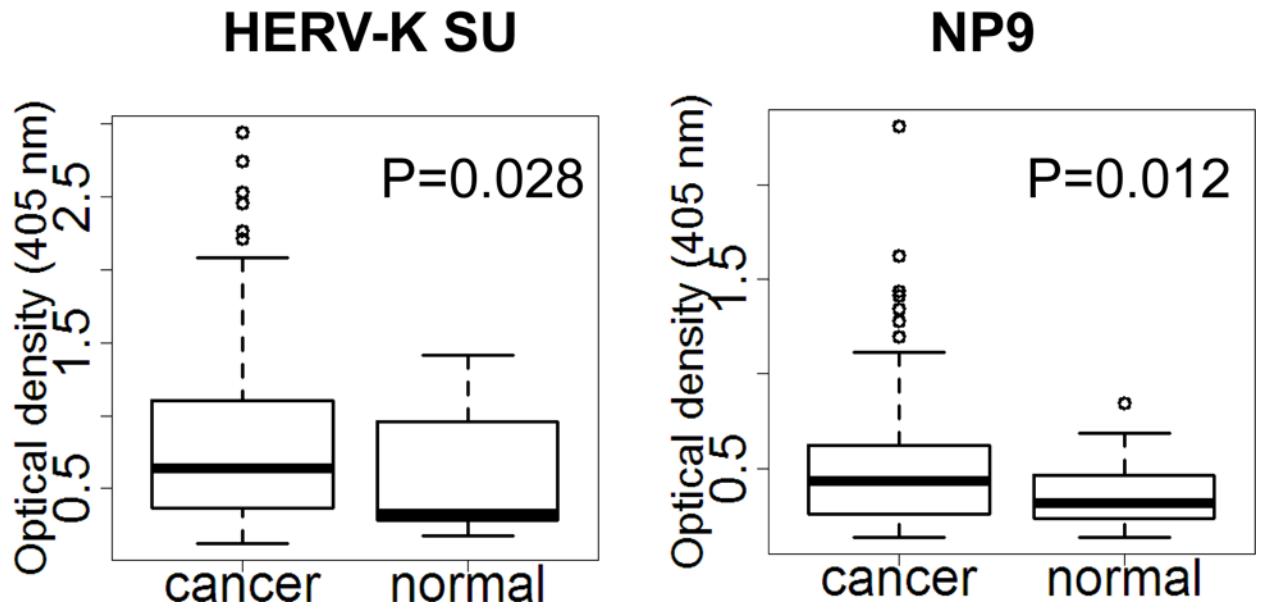 HERV-K SU
NP9
Optical density (405 nm)
2.5
1.5
0.5
P=0.028
cancer normal
Optical density (405 nm)
1.5
0.5
P=0.012
cancer normal